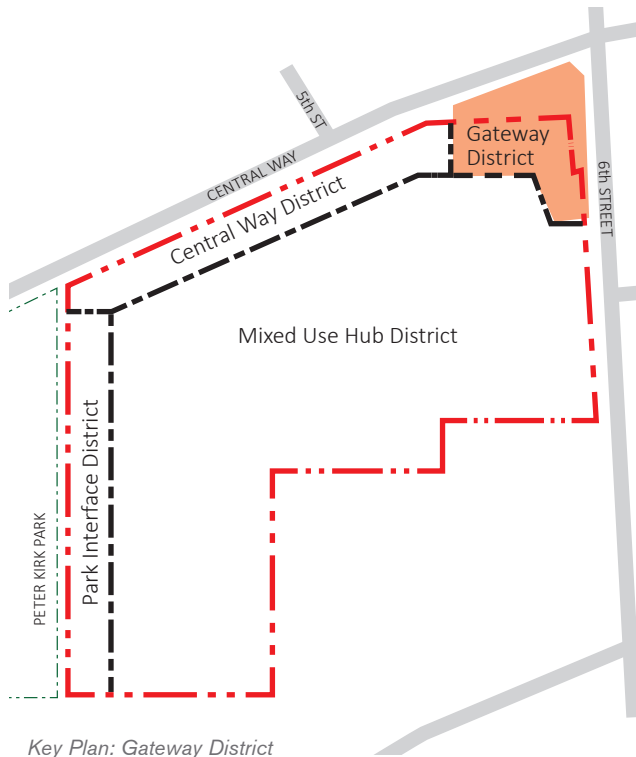 5th ST
CENTRAL WAY
Gateway
District
6th STREET
Central Way District
Mixed Use Hub District
Park Interface District
PETER KIRK PARK
Key Plan: Gateway District